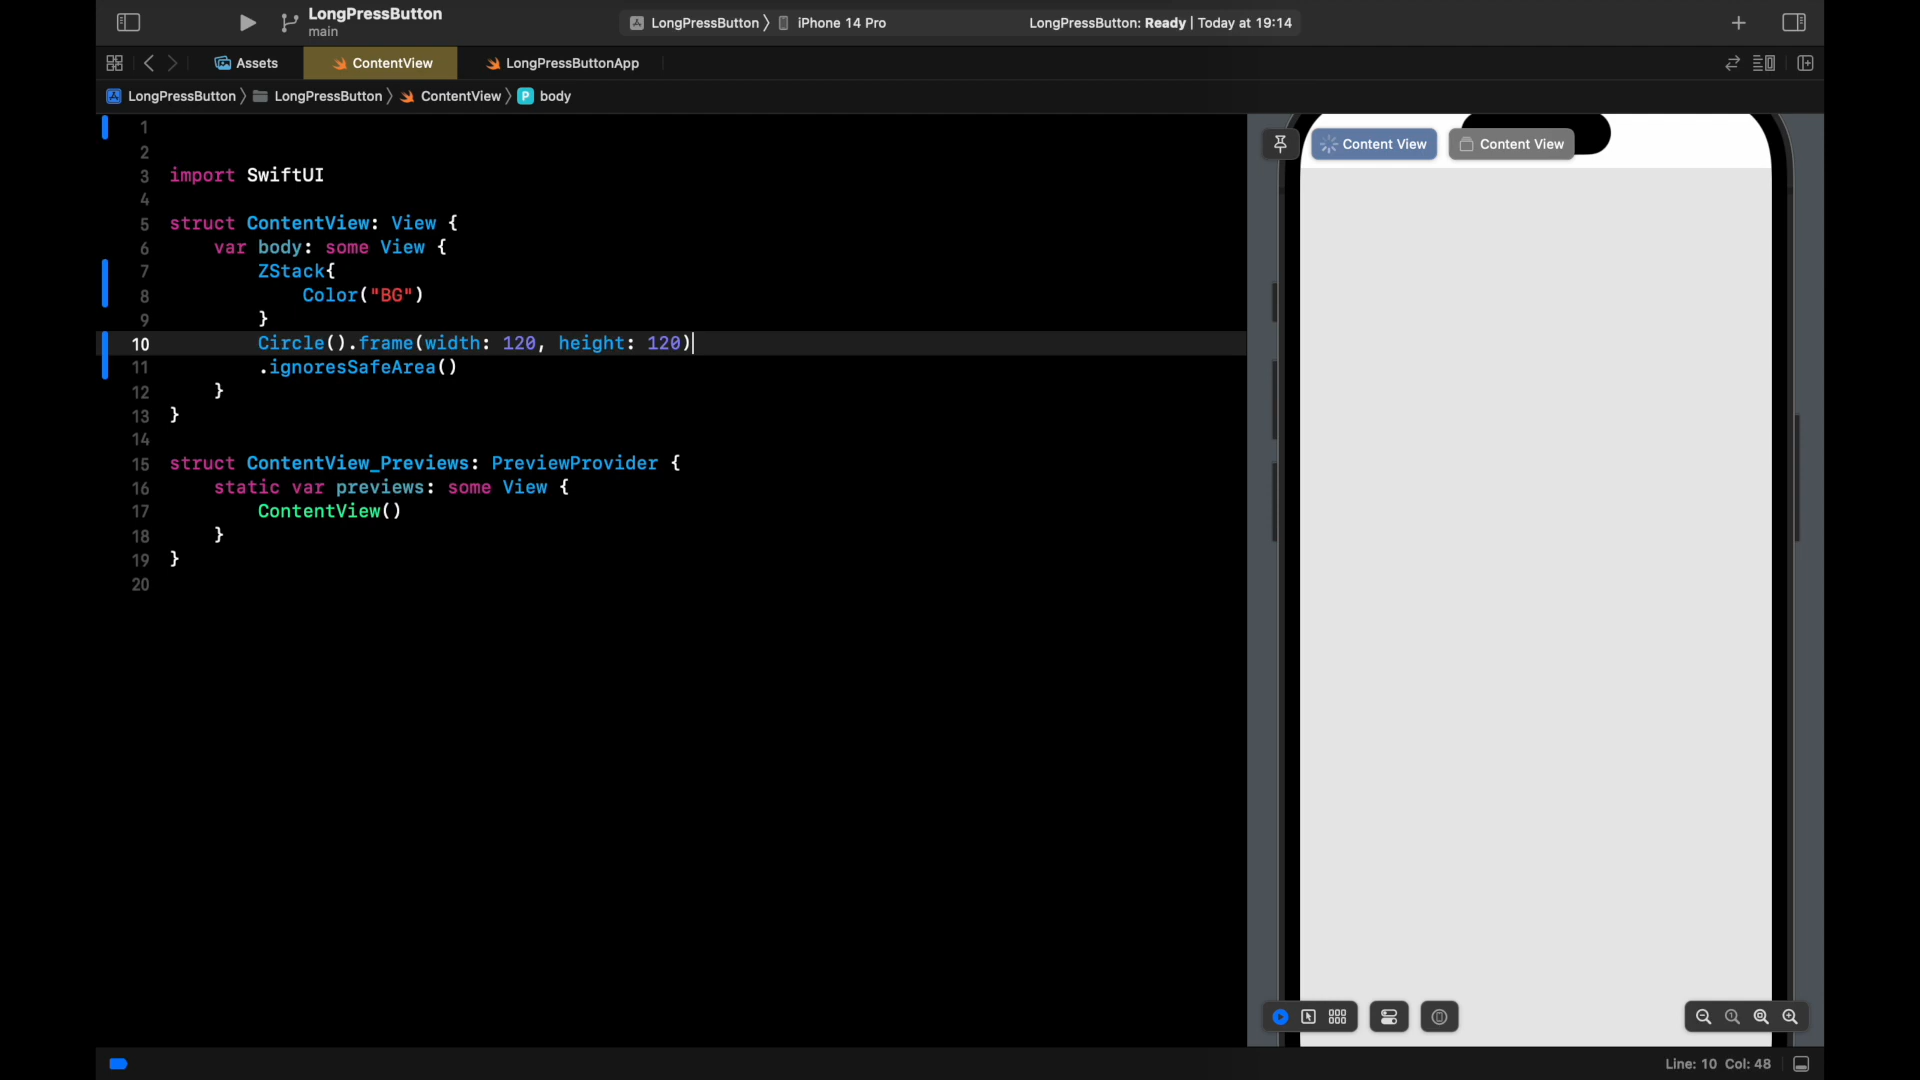 LongPressButton
main
LongPressButton 〉 iPhone 14 Pro
LongPressButton: Ready | Today at 19:14
Assets
ContentView
LongPressButtonApp
LongPressButton 〉 LongPressButton 〉 ContentView 〉 P body
1
2
3 import SwiftUI
4
5 struct ContentView: View {
6     var body: some View {
7         ZStack{
8             Color("BG")
9         }
10         Circle().frame(width: 120, height: 120)
11         .ignoresSafeArea()
12     }
13 }
14
15 struct ContentView_Previews: PreviewProvider {
16     static var previews: some View {
17         ContentView()
18     }
19 }
20
Content View
Content View
Line: 10 Col: 48